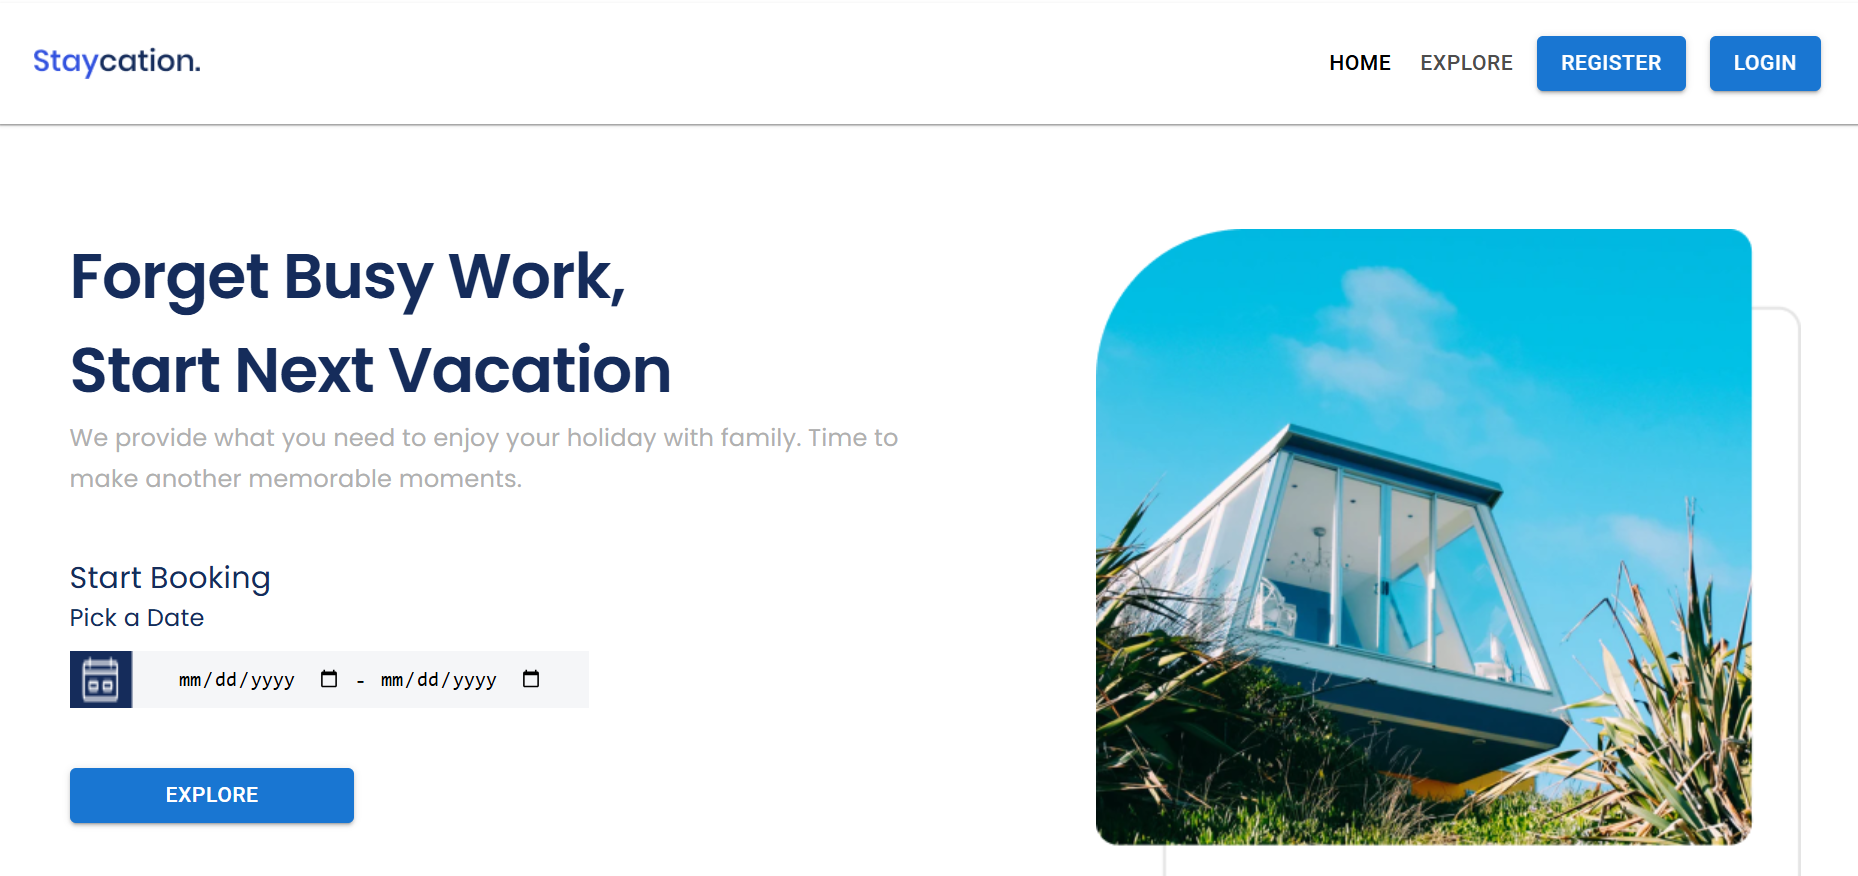 Staycation.
HOME EXPLORE REGISTER LOGIN
Forget Busy Work,
Start Next Vacation
We provide what you need to enjoy your holiday with family. Time to
make another memorable moments.
Start Booking
Pick a Date
mm/dd/yyyy - mm/dd/yyyy
EXPLORE